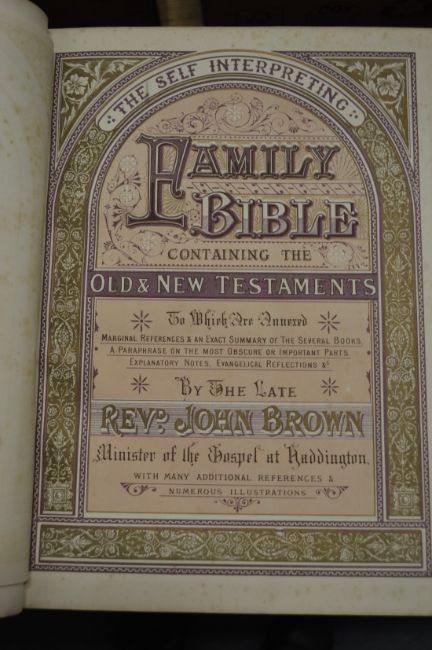 THE SELF INTERPRETING
FAMILY
BIBLE
CONTAINING THE
OLD & NEW TESTAMENTS
To Which Are Annexed
MARGINAL REFERENCES & AN EXACT SUMMARY OF THE SEVERAL BOOKS,
A PARAPHRASE ON THE MOST OBSCURE OR IMPORTANT PARTS,
EXPLANATORY NOTES, EVANGELICAL REFLECTIONS &c
BY THE LATE
REVD. JOHN BROWN
Minister of the Gospel at Haddington,
WITH MANY ADDITIONAL REFERENCES &
NUMEROUS ILLUSTRATIONS